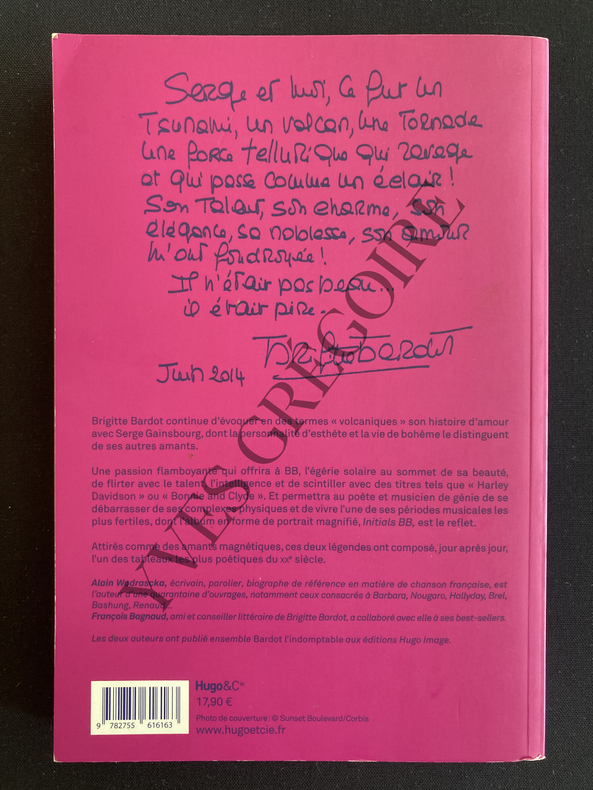 Serge et moi, ce fut un
Tsunami, un volcan, une Tornade
Une force tellurique qui ravage
et qui passe comme un éclair !
Son Talent, son charme, son
élégance, sa noblesse, son amour
m'ont foudroyée !
Il n'était pas beau...
il était pire.
Brigitte Bardot
Juin 2014
Brigitte Bardot continue d'évoquer en des termes « volcaniques » son histoire d'amour
avec Serge Gainsbourg, dont la personnalité d'esthète et la vie de bohême le distinguent
de ses autres amants.
Une passion flamboyante qui offrira à BB, l'égérie solaire au sommet de sa beauté,
de flirter avec le talent, l'intelligence et de scintiller avec des titres tels que « Harley
Davidson » ou « Bonnie and Clyde ». Et permettra au poète et musicien de génie de se
débarrasser de ses complexes physiques et de vivre l'une de ses périodes musicales les
plus fertiles, dont l'album en forme de portrait magnifié, Initials BB, est le reflet.
Attirés comme des amants magnétiques, ces deux légendes ont composé, jour après jour,
l'un des tableaux les plus poétiques du XXe siècle.
Alain Wodrascka, écrivain, parolier, biographe de référence en matière de chanson française, est
l'auteur d'une quarantaine d'ouvrages, notamment ceux consacrés à Barbara, Nougaro, Hallyday, Brel,
Bashung, Renaud...
François Bagnaud, ami et conseiller littéraire de Brigitte Bardot, a collaboré avec elle à ses best-sellers.
Les deux auteurs ont publié ensemble Bardot l'indomptable aux éditions Hugo Image.
Hugo&Cie
17,90 €
Photo de couverture : © Sunset Boulevard/Corbis
www.hugoetcie.fr
9 782755 616163
YVES GRÉGOIRE